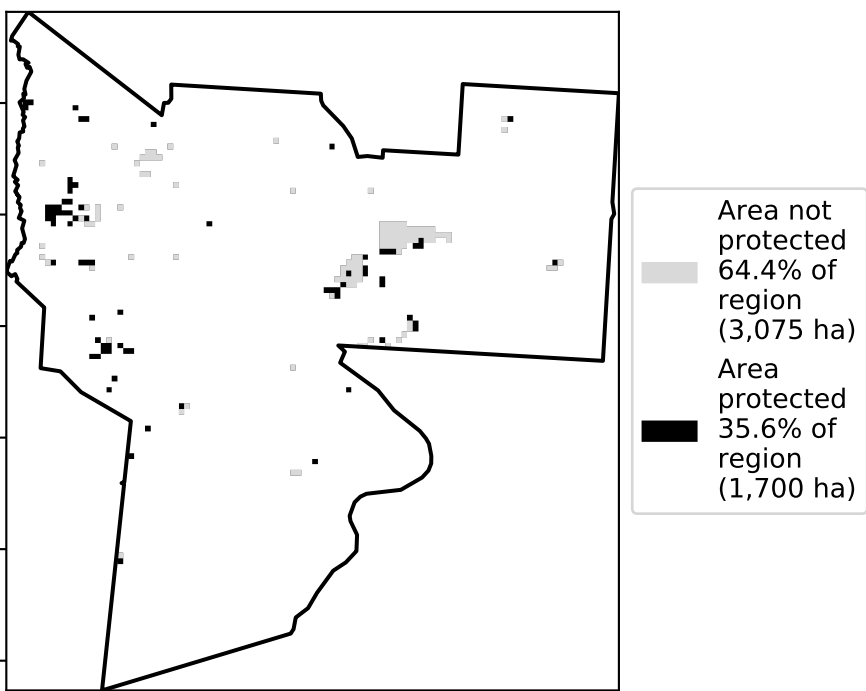 Area not
protected
64.4% of
region
(3,075 ha)
Area
protected
35.6% of
region
(1,700 ha)